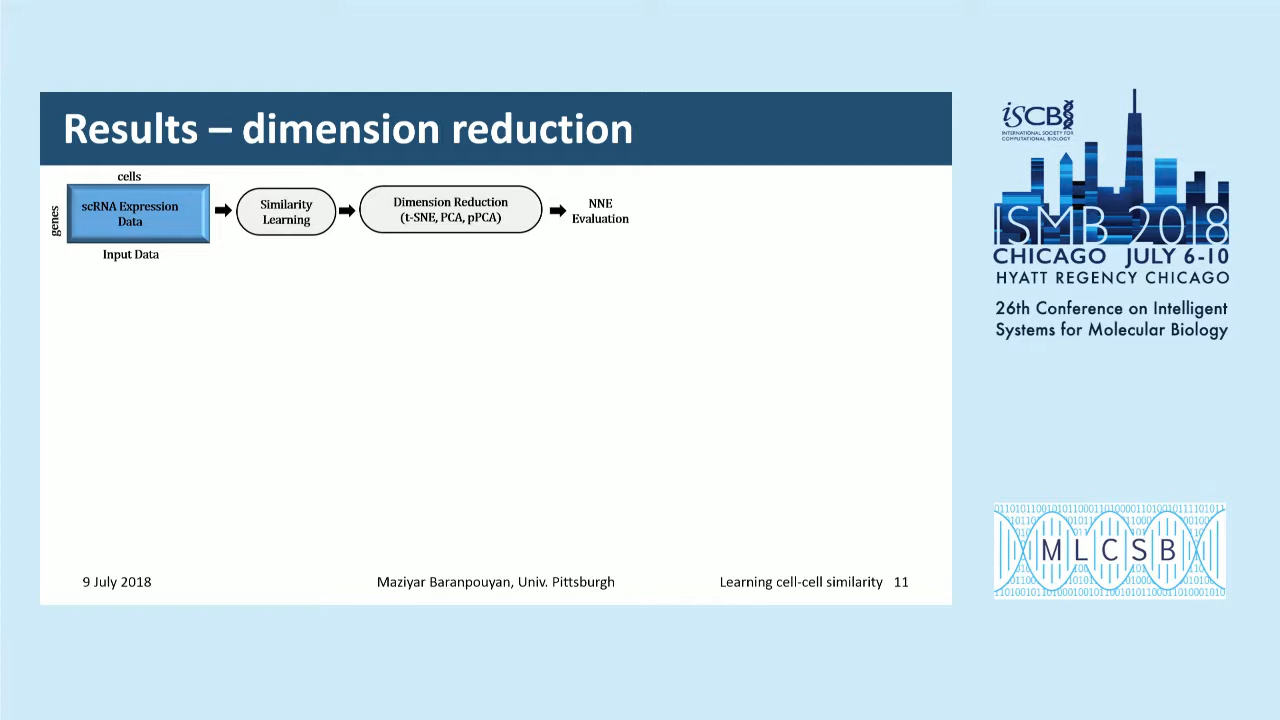 Results – dimension reduction
cells
genes
scRNA Expression
Data
Input Data
Similarity
Learning
Dimension Reduction
(t-SNE, PCA, pPCA)
NNE
Evaluation
9 July 2018
Maziyar Baranpouyan, Univ. Pittsburgh
Learning cell-cell similarity 11
iSCB
INTERNATIONAL SOCIETY FOR
COMPUTATIONAL BIOLOGY
ISMB 2018
CHICAGO JULY 6-10
HYATT REGENCY CHICAGO
26th Conference on Intelligent
Systems for Molecular Biology
MLCSB